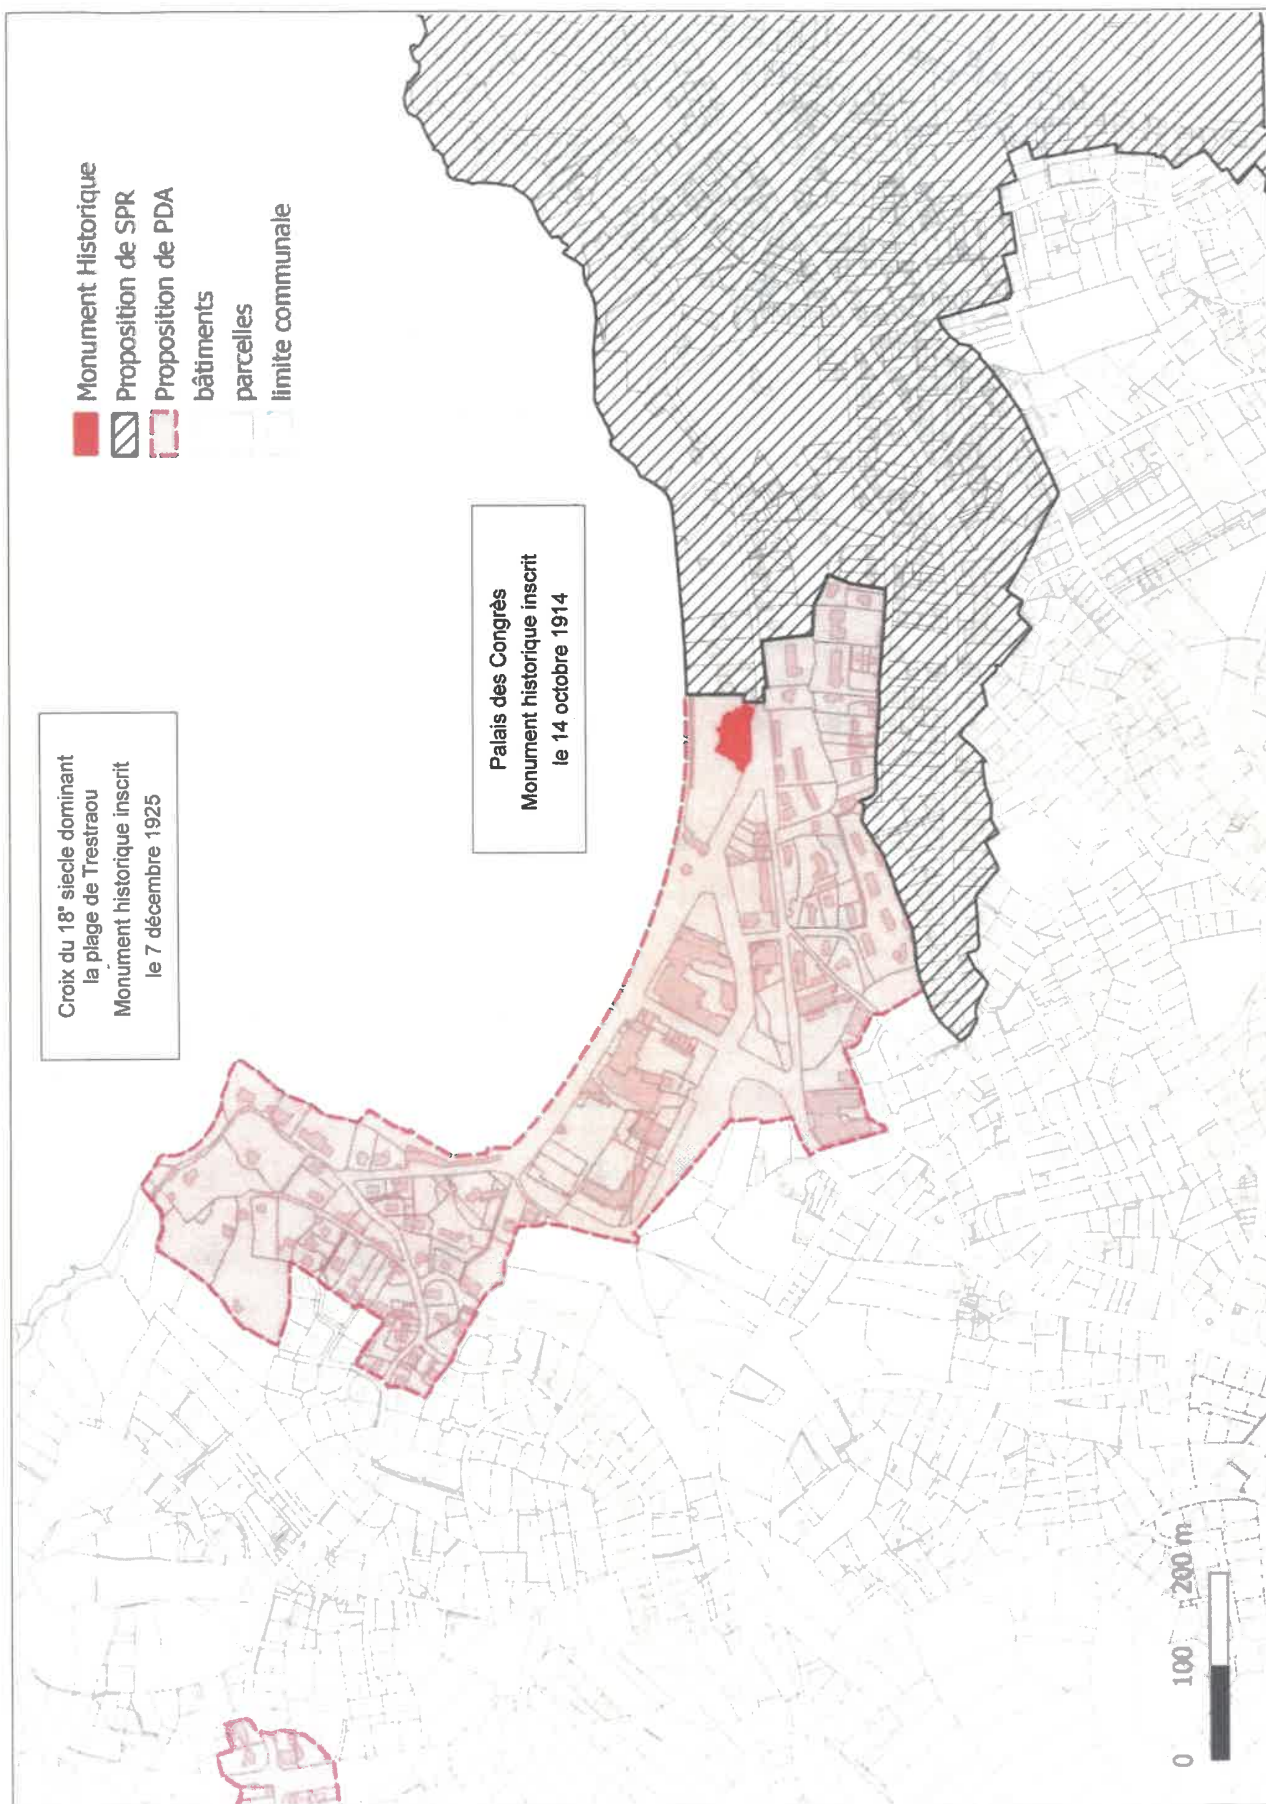 Croix du 18° siecle dominant
la plage de Trestraou
Monument historique inscrit
le 7 décembre 1925
Palais des Congrès
Monument historique inscrit
le 14 octobre 1914
Monument Historique
Proposition de SPR
Proposition de PDA
bâtiments
parcelles
limite communale
0 100 200 m